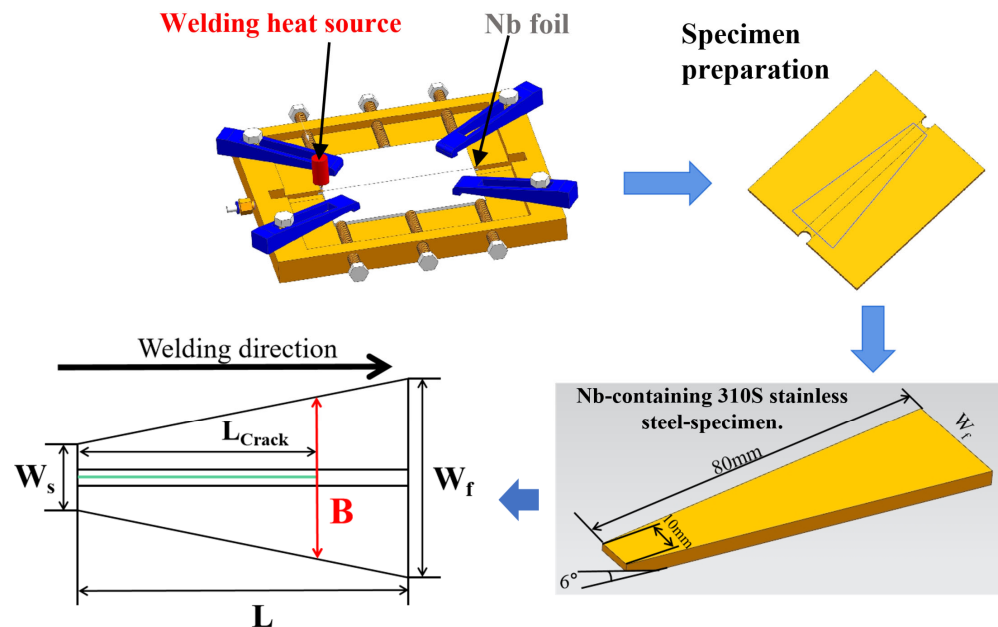 Welding heat source
Nb foil
Specimen
preparation
Welding direction
L_Crack
W_s
W_f
B
L
Nb-containing 310S stainless
steel-specimen.
80mm
W_f
10mm
6°